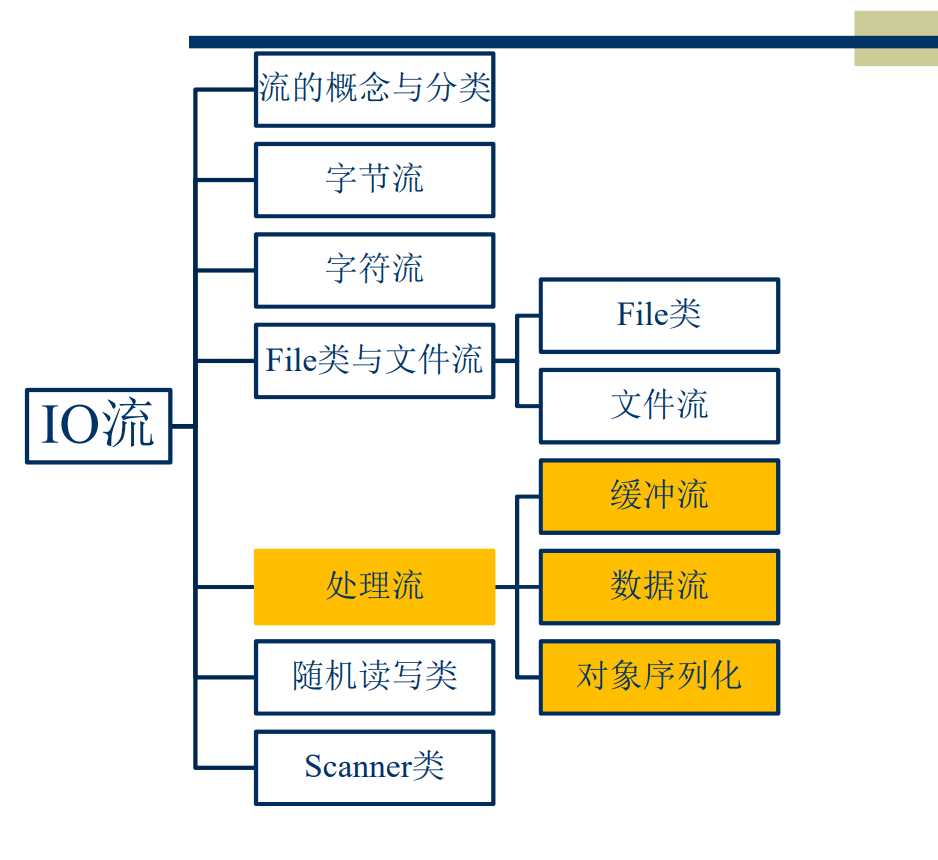 流的概念与分类
字节流
字符流
File类与文件流
File类
文件流
IO流
处理流
缓冲流
数据流
对象序列化
随机读写类
Scanner类